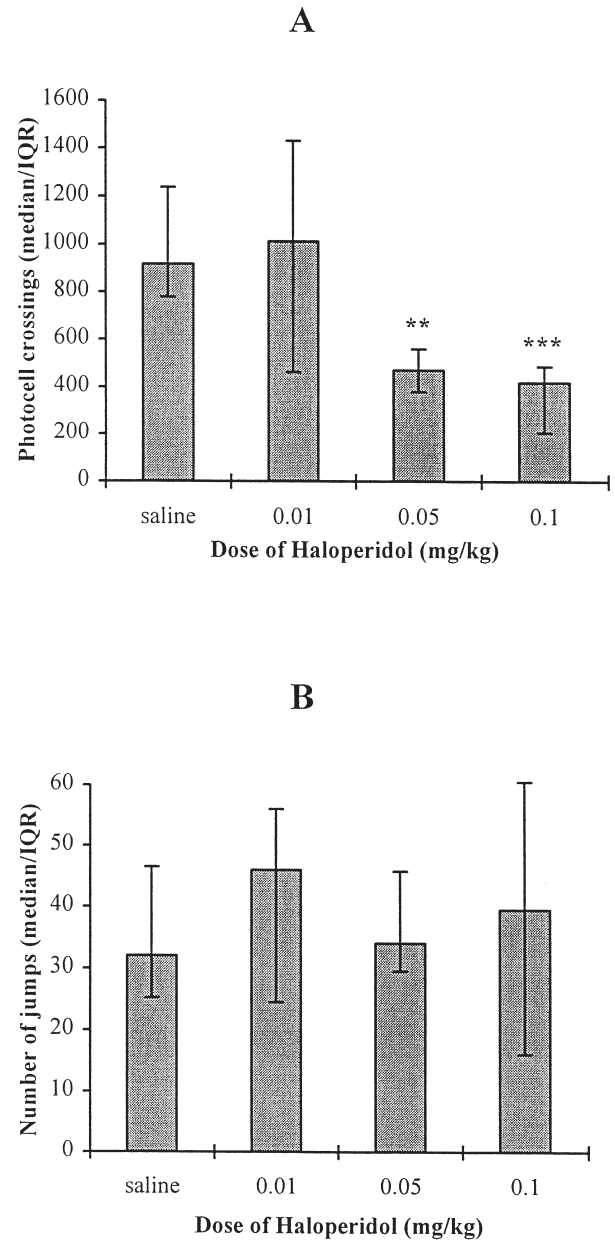 A
Photocell crossings (median/IQR)
1600
1400
1200
1000
800
600
400
200
0
**
***
saline 0.01 0.05 0.1
Dose of Haloperidol (mg/kg)
B
Number of jumps (median/IQR)
60
50
40
30
20
10
0
saline 0.01 0.05 0.1
Dose of Haloperidol (mg/kg)